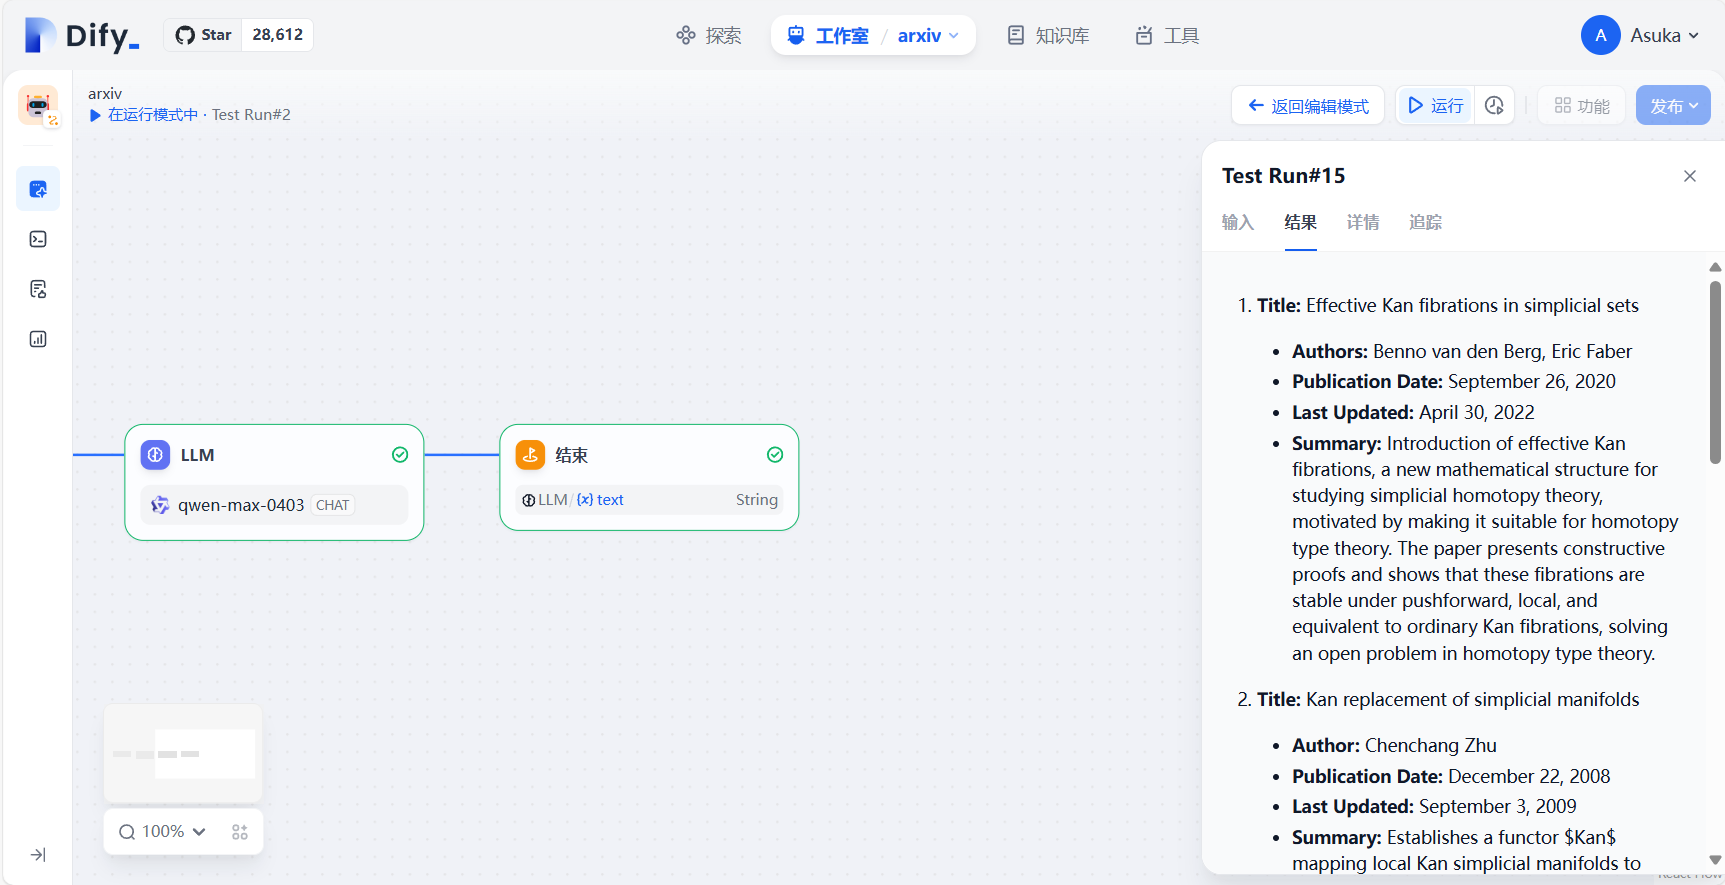 Dify_
Star 28,612
探索
工作室 / arxiv
知识库
工具
A Asuka
arxiv
在运行模式中 · Test Run#2
返回编辑模式
运行
功能
发布
Test Run#15
输入 结果 详情 追踪
1. Title: Effective Kan fibrations in simplicial sets
• Authors: Benno van den Berg, Eric Faber
• Publication Date: September 26, 2020
• Last Updated: April 30, 2022
• Summary: Introduction of effective Kan
fibrations, a new mathematical structure for
studying simplicial homotopy theory,
motivated by making it suitable for homotopy
type theory. The paper presents constructive
proofs and shows that these fibrations are
stable under pushforward, local, and
equivalent to ordinary Kan fibrations, solving
an open problem in homotopy type theory.
2. Title: Kan replacement of simplicial manifolds
• Author: Chenchang Zhu
• Publication Date: December 22, 2008
• Last Updated: September 3, 2009
• Summary: Establishes a functor $Kan$
mapping local Kan simplicial manifolds to
React Flow
LLM
qwen-max-0403 CHAT
结束
LLM / {x} text String
100%